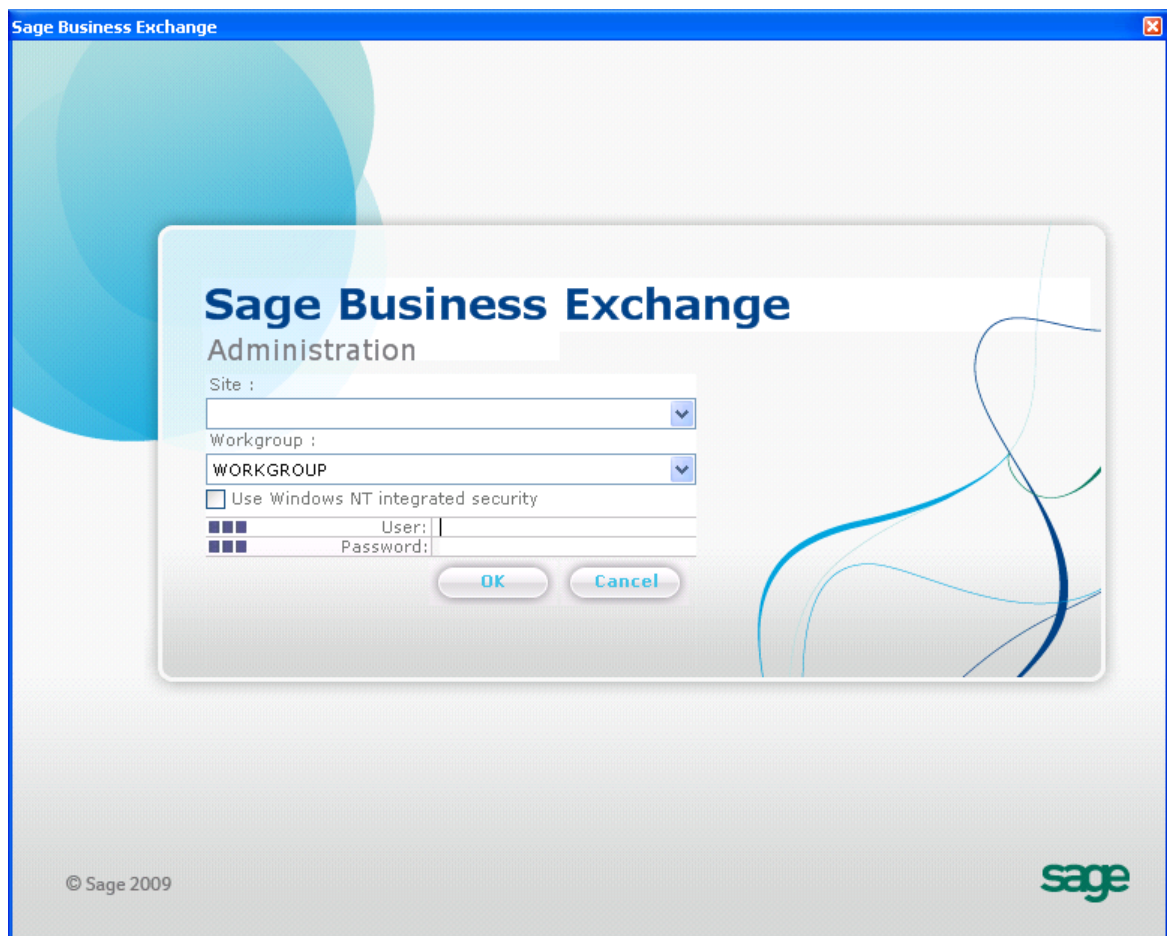 Sage Business Exchange
Sage Business Exchange
Administration
Site :
Workgroup :
WORKGROUP
Use Windows NT integrated security
User:
Password:
OK Cancel
© Sage 2009
sage